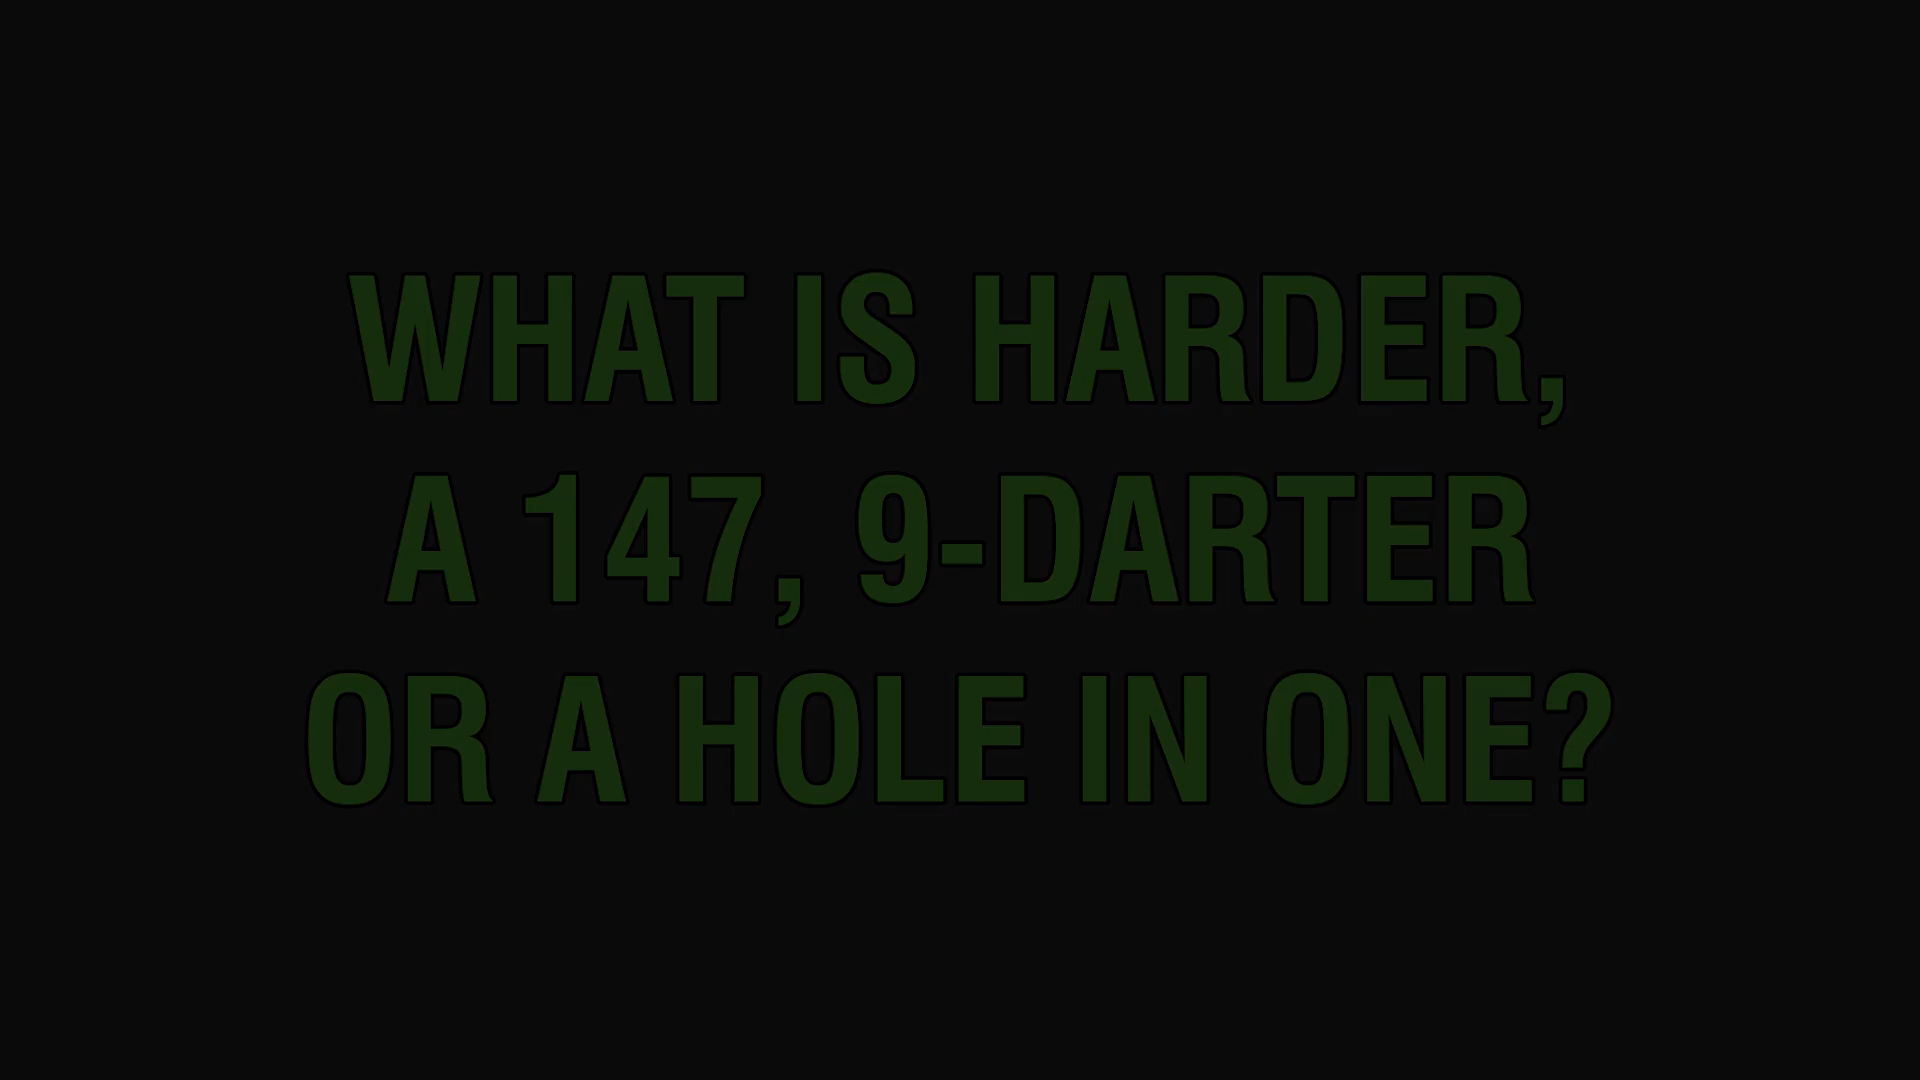 WHAT IS HARDER,
A 147, 9-DARTER
OR A HOLE IN ONE?